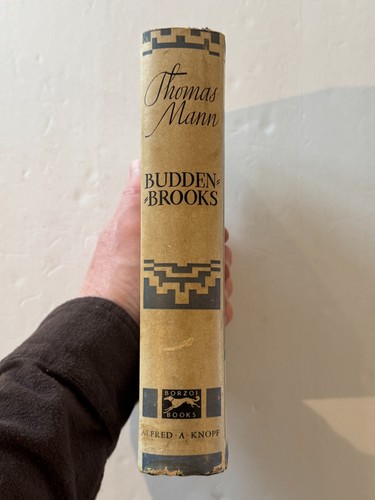 Thomas
Mann
BUDDEN=
=BROOKS
BORZOI
BOOKS
ALFRED · A · KNOPF